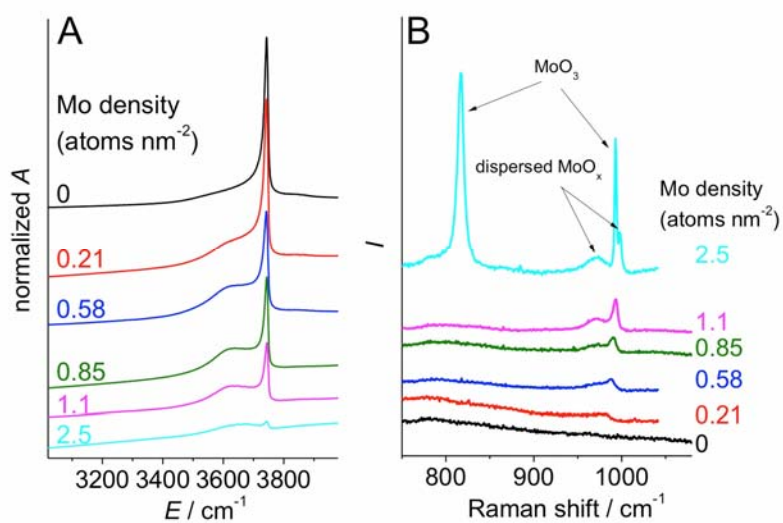 A
Mo density
(atoms nm⁻²)
0
0.21
0.58
0.85
1.1
2.5
normalized A
3200 3400 3600 3800
E / cm⁻¹
B
MoO₃
dispersed MoOₓ
Mo density
(atoms nm⁻²)
2.5
1.1
0.85
0.58
0.21
0
I
800 900 1000
Raman shift / cm⁻¹